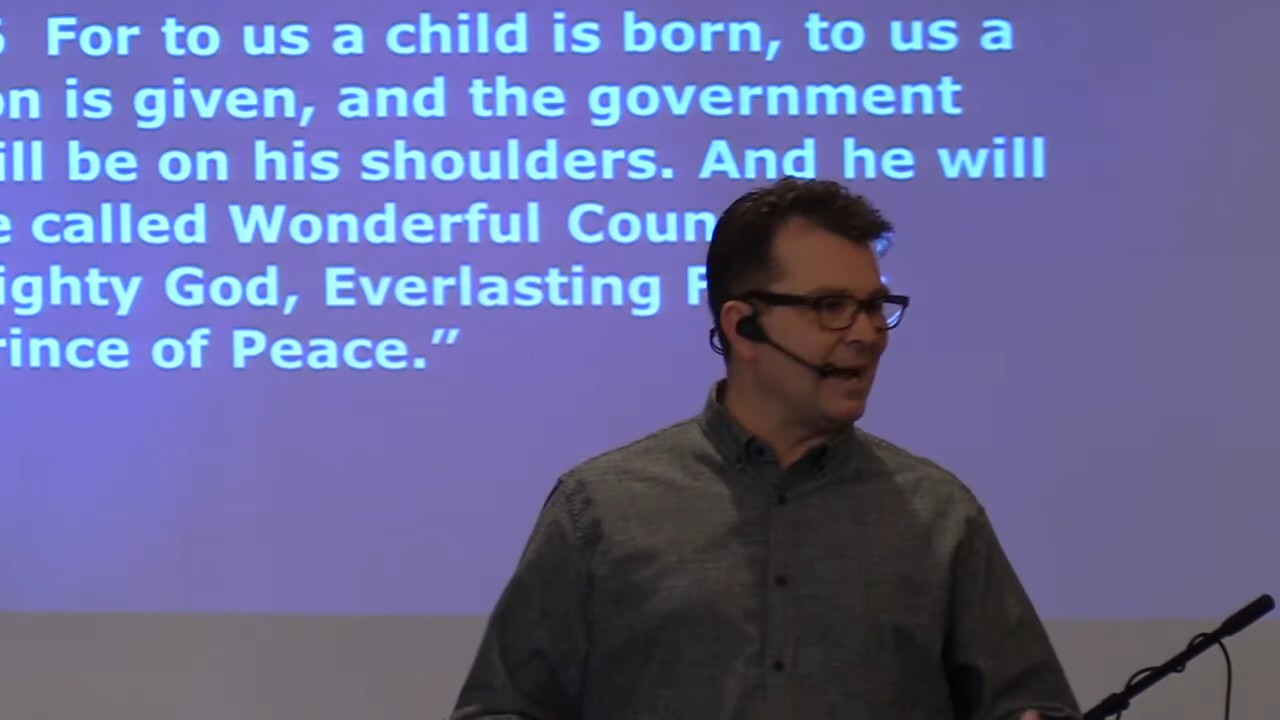 6 For to us a child is born, to us a
on is given, and the government
ill be on his shoulders. And he will
e called Wonderful Coun
ighty God, Everlasting F
rince of Peace.”